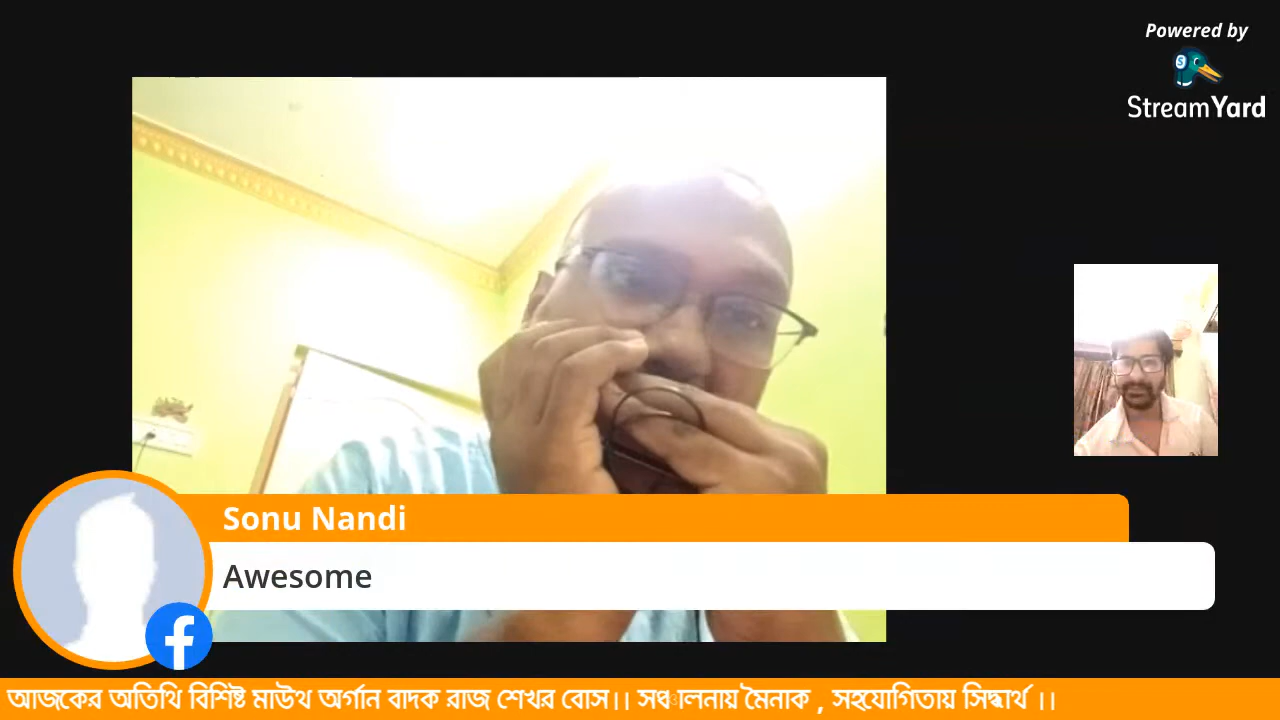 Powered by
StreamYard
Sonu Nandi
Awesome
আজকের অতিথি বিশিষ্ট মাউথ অর্গান বাদক রাজ শেখর বোস।। সঞ্চালনায় মৈনাক , সহযোগিতায় সিদ্ধার্থ ।।